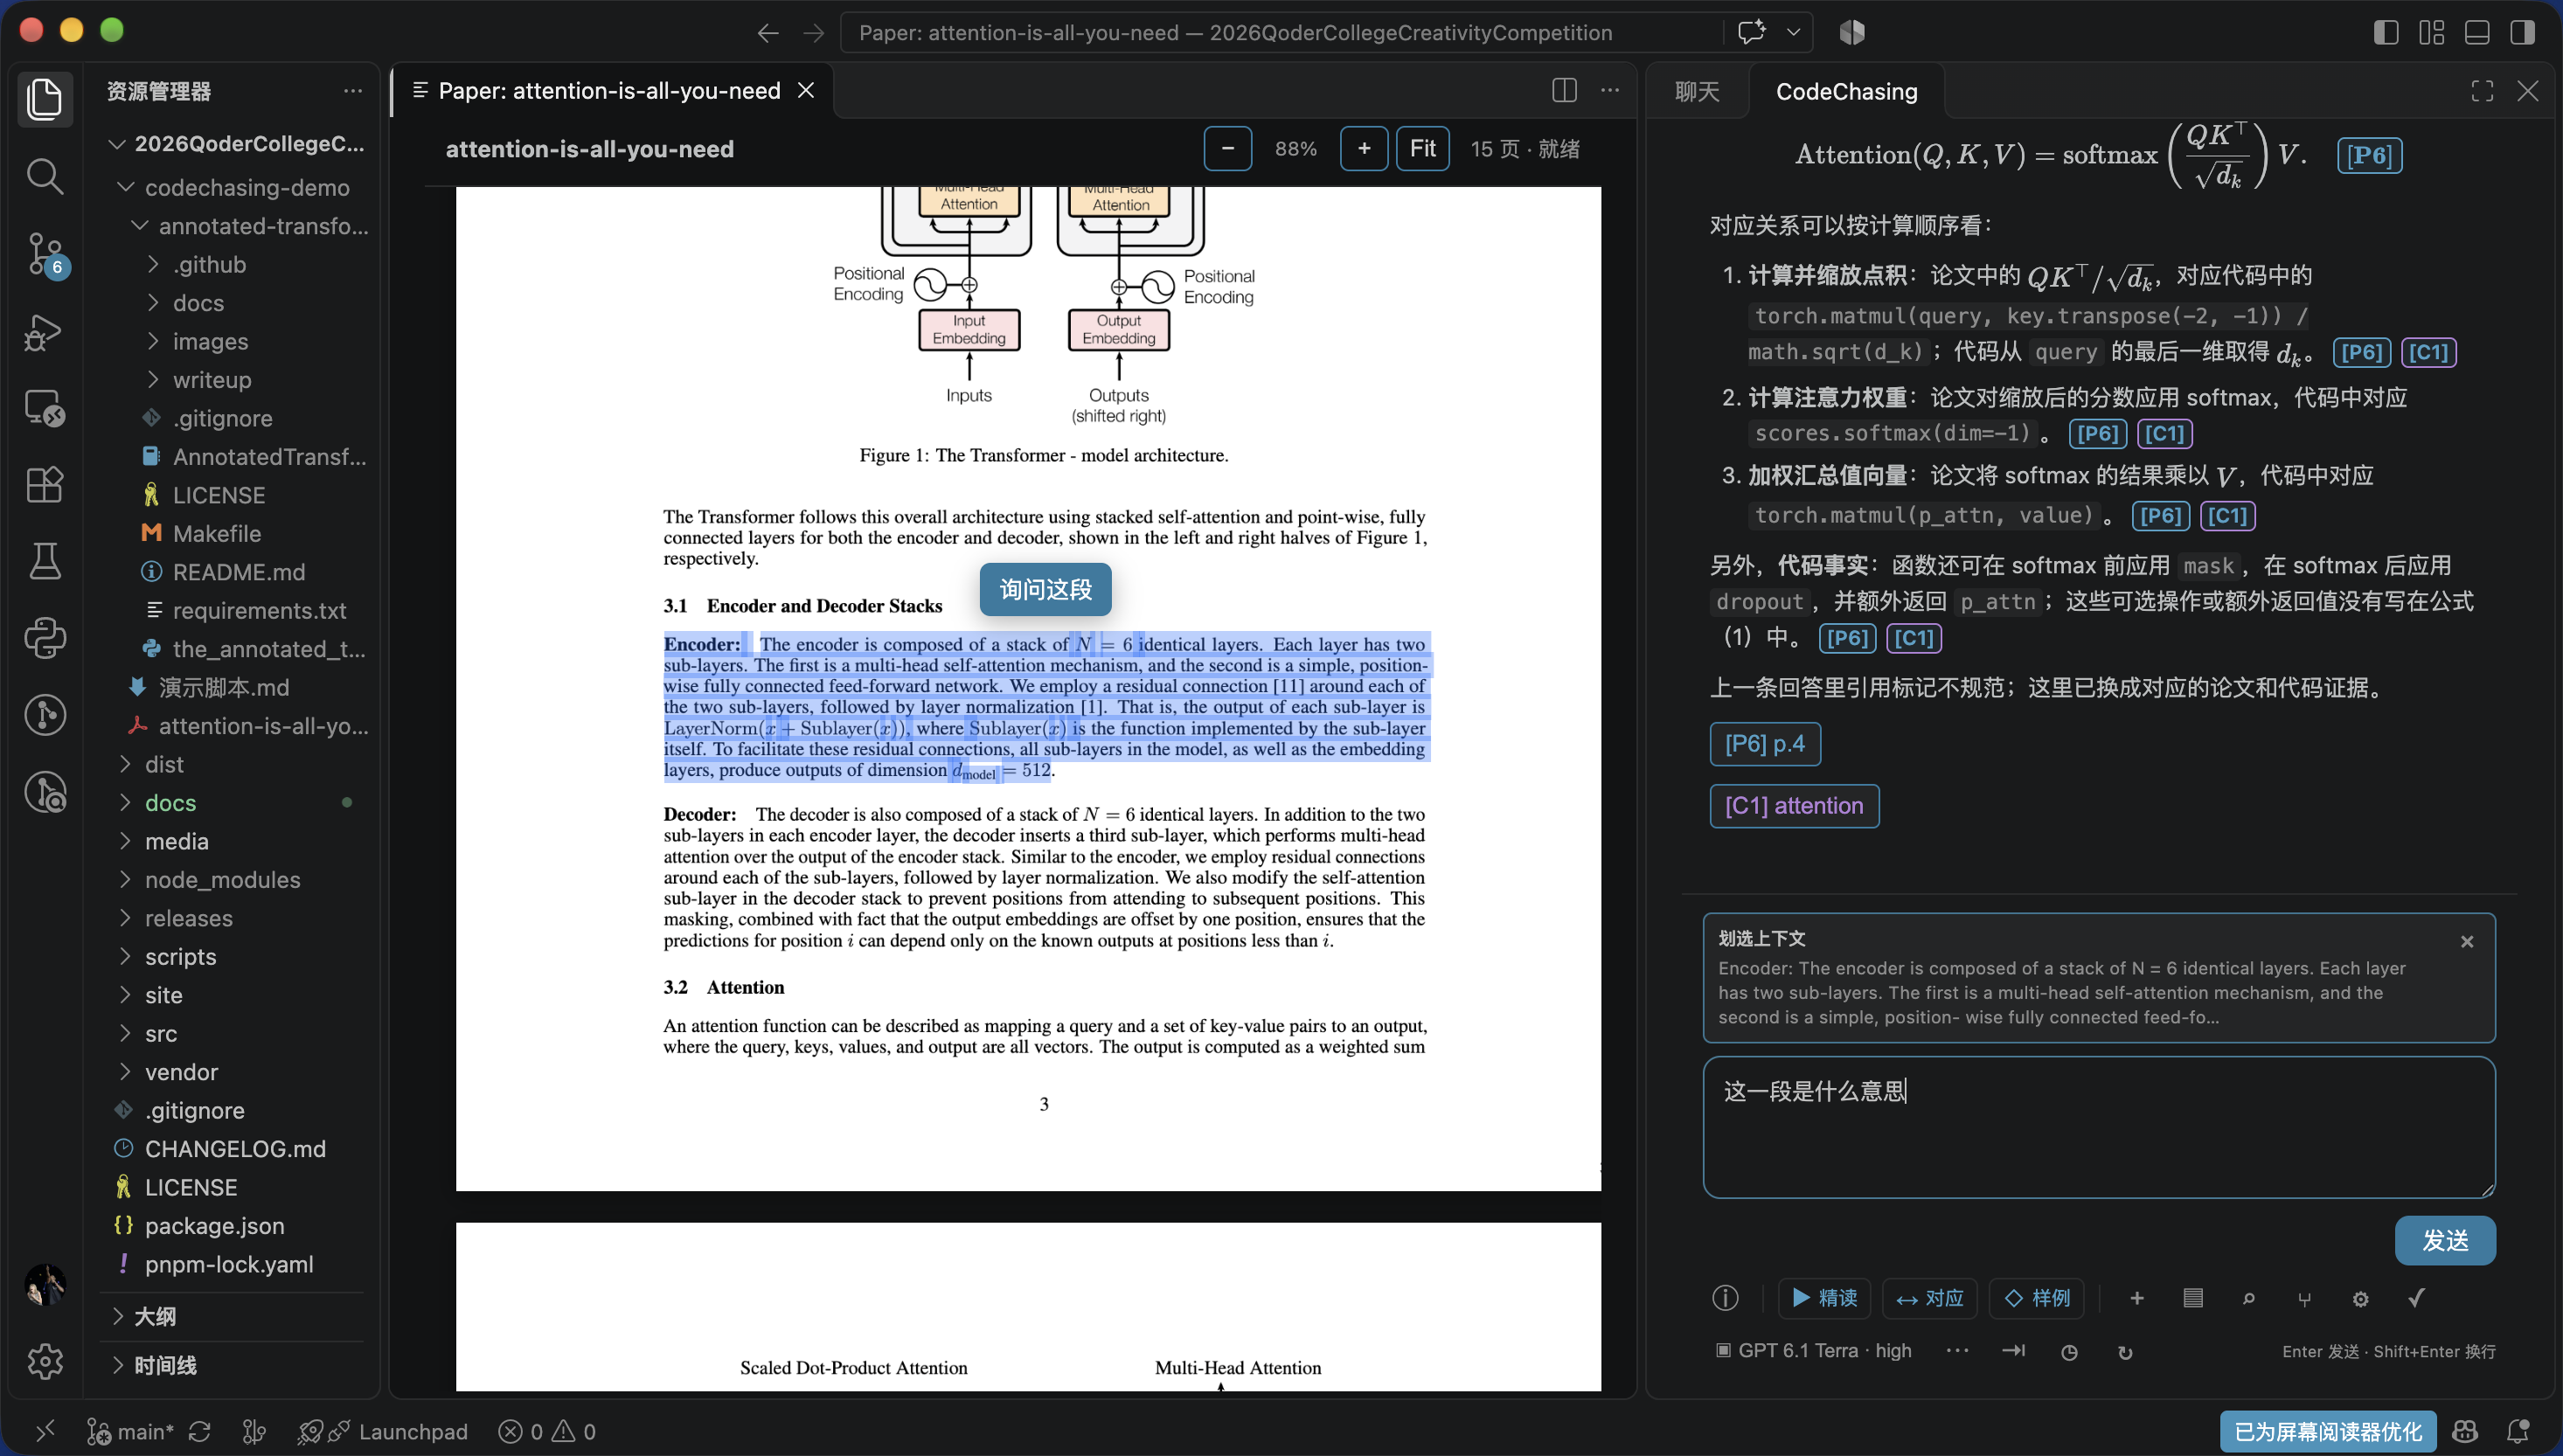 Paper: attention-is-all-you-need — 2026QoderCollegeCreativityCompetition
资源管理器
2026QoderCollegeC...
codechasing-demo
annotated-transfo...
.github
docs
images
writeup
.gitignore
AnnotatedTransf...
LICENSE
Makefile
README.md
requirements.txt
the_annotated_t...
演示脚本.md
attention-is-all-yo...
dist
docs
media
node_modules
releases
scripts
site
src
vendor
.gitignore
CHANGELOG.md
LICENSE
package.json
pnpm-lock.yaml
大纲
时间线
6
Paper: attention-is-all-you-need
attention-is-all-you-need
− 88% + Fit 15 页 · 就绪
Multi-Head Attention
Multi-Head Attention
Positional Encoding
Positional Encoding
Input Embedding
Output Embedding
Inputs
Outputs (shifted right)
Figure 1: The Transformer - model architecture.
The Transformer follows this overall architecture using stacked self-attention and point-wise, fully
connected layers for both the encoder and decoder, shown in the left and right halves of Figure 1,
respectively.
询问这段
3.1 Encoder and Decoder Stacks
Encoder: The encoder is composed of a stack of N = 6 identical layers. Each layer has two
sub-layers. The first is a multi-head self-attention mechanism, and the second is a simple, position-
wise fully connected feed-forward network. We employ a residual connection [11] around each of
the two sub-layers, followed by layer normalization [1]. That is, the output of each sub-layer is
LayerNorm(x + Sublayer(x)), where Sublayer(x) is the function implemented by the sub-layer
itself. To facilitate these residual connections, all sub-layers in the model, as well as the embedding
layers, produce outputs of dimension d_model = 512.
Decoder: The decoder is also composed of a stack of N = 6 identical layers. In addition to the two
sub-layers in each encoder layer, the decoder inserts a third sub-layer, which performs multi-head
attention over the output of the encoder stack. Similar to the encoder, we employ residual connections
around each of the sub-layers, followed by layer normalization. We also modify the self-attention
sub-layer in the decoder stack to prevent positions from attending to subsequent positions. This
masking, combined with fact that the output embeddings are offset by one position, ensures that the
predictions for position i can depend only on the known outputs at positions less than i.
3.2 Attention
An attention function can be described as mapping a query and a set of key-value pairs to an output,
where the query, keys, values, and output are all vectors. The output is computed as a weighted sum
3
Scaled Dot-Product Attention
Multi-Head Attention
聊天 CodeChasing
Attention(Q, K, V) = softmax (QK⊤/√d_k) V. [P6]
对应关系可以按计算顺序看：
1. 计算并缩放点积：论文中的 QK⊤/√d_k，对应代码中的
torch.matmul(query, key.transpose(-2, -1)) /
math.sqrt(d_k)；代码从 query 的最后一维取得 d_k。 [P6] [C1]
2. 计算注意力权重：论文对缩放后的分数应用 softmax，代码中对应
scores.softmax(dim=-1)。 [P6] [C1]
3. 加权汇总值向量：论文将 softmax 的结果乘以 V，代码中对应
torch.matmul(p_attn, value)。 [P6] [C1]
另外，代码事实：函数还可在 softmax 前应用 mask，在 softmax 后应用
dropout，并额外返回 p_attn；这些可选操作或额外返回值没有写在公式
（1）中。 [P6] [C1]
上一条回答里引用标记不规范；这里已换成对应的论文和代码证据。
[P6] p.4
[C1] attention
划选上下文
Encoder: The encoder is composed of a stack of N = 6 identical layers. Each layer
has two sub-layers. The first is a multi-head self-attention mechanism, and the
second is a simple, position- wise fully connected feed-fo...
这一段是什么意思
发送
精读 对应 样例
GPT 6.1 Terra · high
Enter 发送 · Shift+Enter 换行
main* Launchpad 0 0
已为屏幕阅读器优化